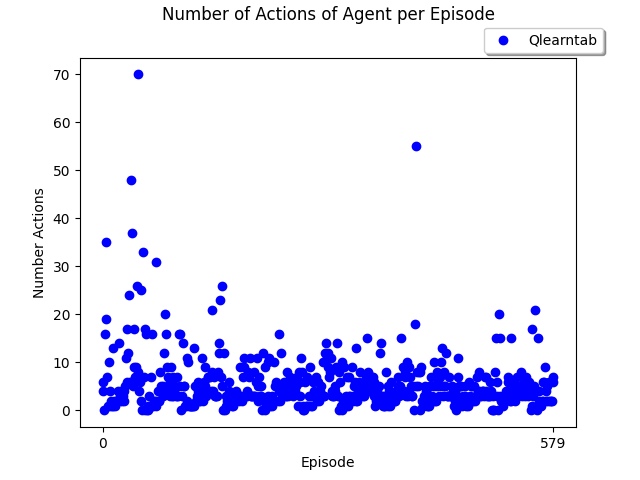 Number of Actions of Agent per Episode
Qlearntab
70
60
50
40
30
20
10
0
Number Actions
0 579
Episode